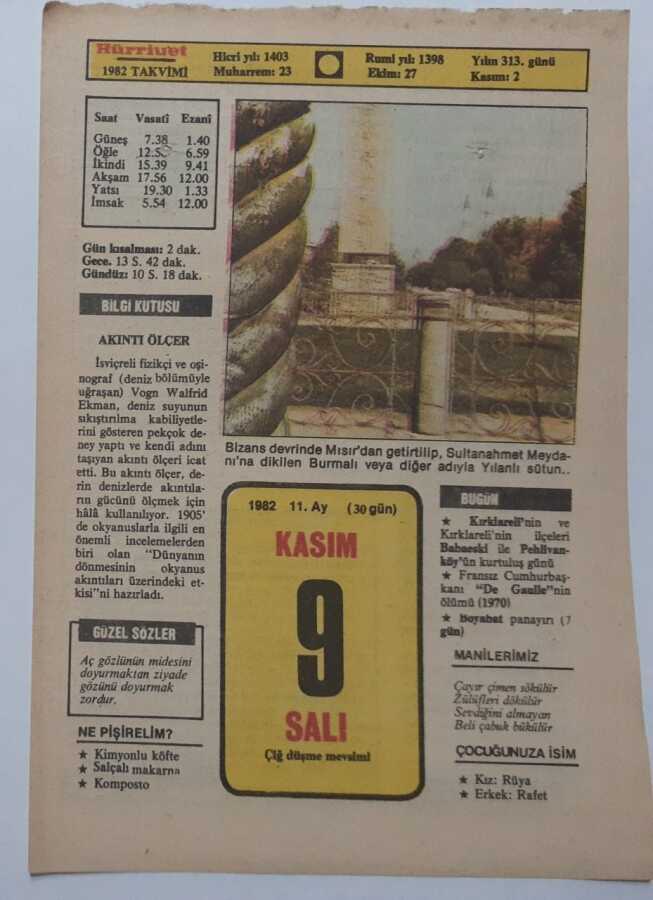 Hürriyet
1982 TAKVİMİ
Hicri yıl: 1403
Muharrem: 23
Rumi yıl: 1398
Ekim: 27
Yılın 313. günü
Kasım: 2
Saat Vasatî Ezanî
Güneş 7.38 1.40
Öğle 6.59
İkindi 15.39 9.41
Akşam 17.56 12.00
Yatsı 19.30 1.33
İmsak 5.54 12.00
Gün kısalması: 2 dak.
Gece. 13 S. 42 dak.
Gündüz: 10 S. 18 dak.
BİLGİ KUTUSU
AKINTI ÖLÇER
İsviçreli fizikçi ve oşi-
nograf (deniz bölümüyle
uğraşan) Vogn Walfrid
Ekman, deniz suyunun
sıkıştırılma kabiliyetle-
rini gösteren pekçok de-
ney yaptı ve kendi adını
taşıyan akıntı ölçeri icat
etti. Bu akıntı ölçer, de-
rin denizlerde akıntıla-
rın gücünü ölçmek için
hâlâ kullanılıyor. 1905'
de okyanuslarla ilgili en
önemli incelemelerden
biri olan "Dünyanın
dönmesinin okyanus
akıntıları üzerindeki et-
kisi"ni hazırladı.
GÜZEL SÖZLER
Aç gözlünün midesini
doyurmaktan ziyade
gözünü doyurmak
zordur.
NE PİŞİRELİM?
★ Kimyonlu köfte
★ Salçalı makarna
★ Komposto
Bizans devrinde Mısır'dan getirtilip, Sultanahmet Meyda-
nı'na dikilen Burmalı veya diğer adıyla Yılanlı sütun..
1982 11. Ay (30 gün)
KASIM
9
SALI
Çiğ düşme mevsimi
BUGÜN
★ Kırklareli'nin ve
Kırklareli'nin ilçeleri
Babaeski ile Pehlivan-
köy'ün kurtuluş günü
★ Fransız Cumhurbaş-
kanı "De Gaulle"nin
ölümü (1970)
★ Boyabat panayırı (7
gün)
MANİLERİMİZ
Çayır çimen sökülür
Zülüfleri dökülür
Sevdiğini almayan
Beli çabuk bükülür
ÇOCUĞUNUZA İSİM
★ Kız: Rüya
★ Erkek: Rafet